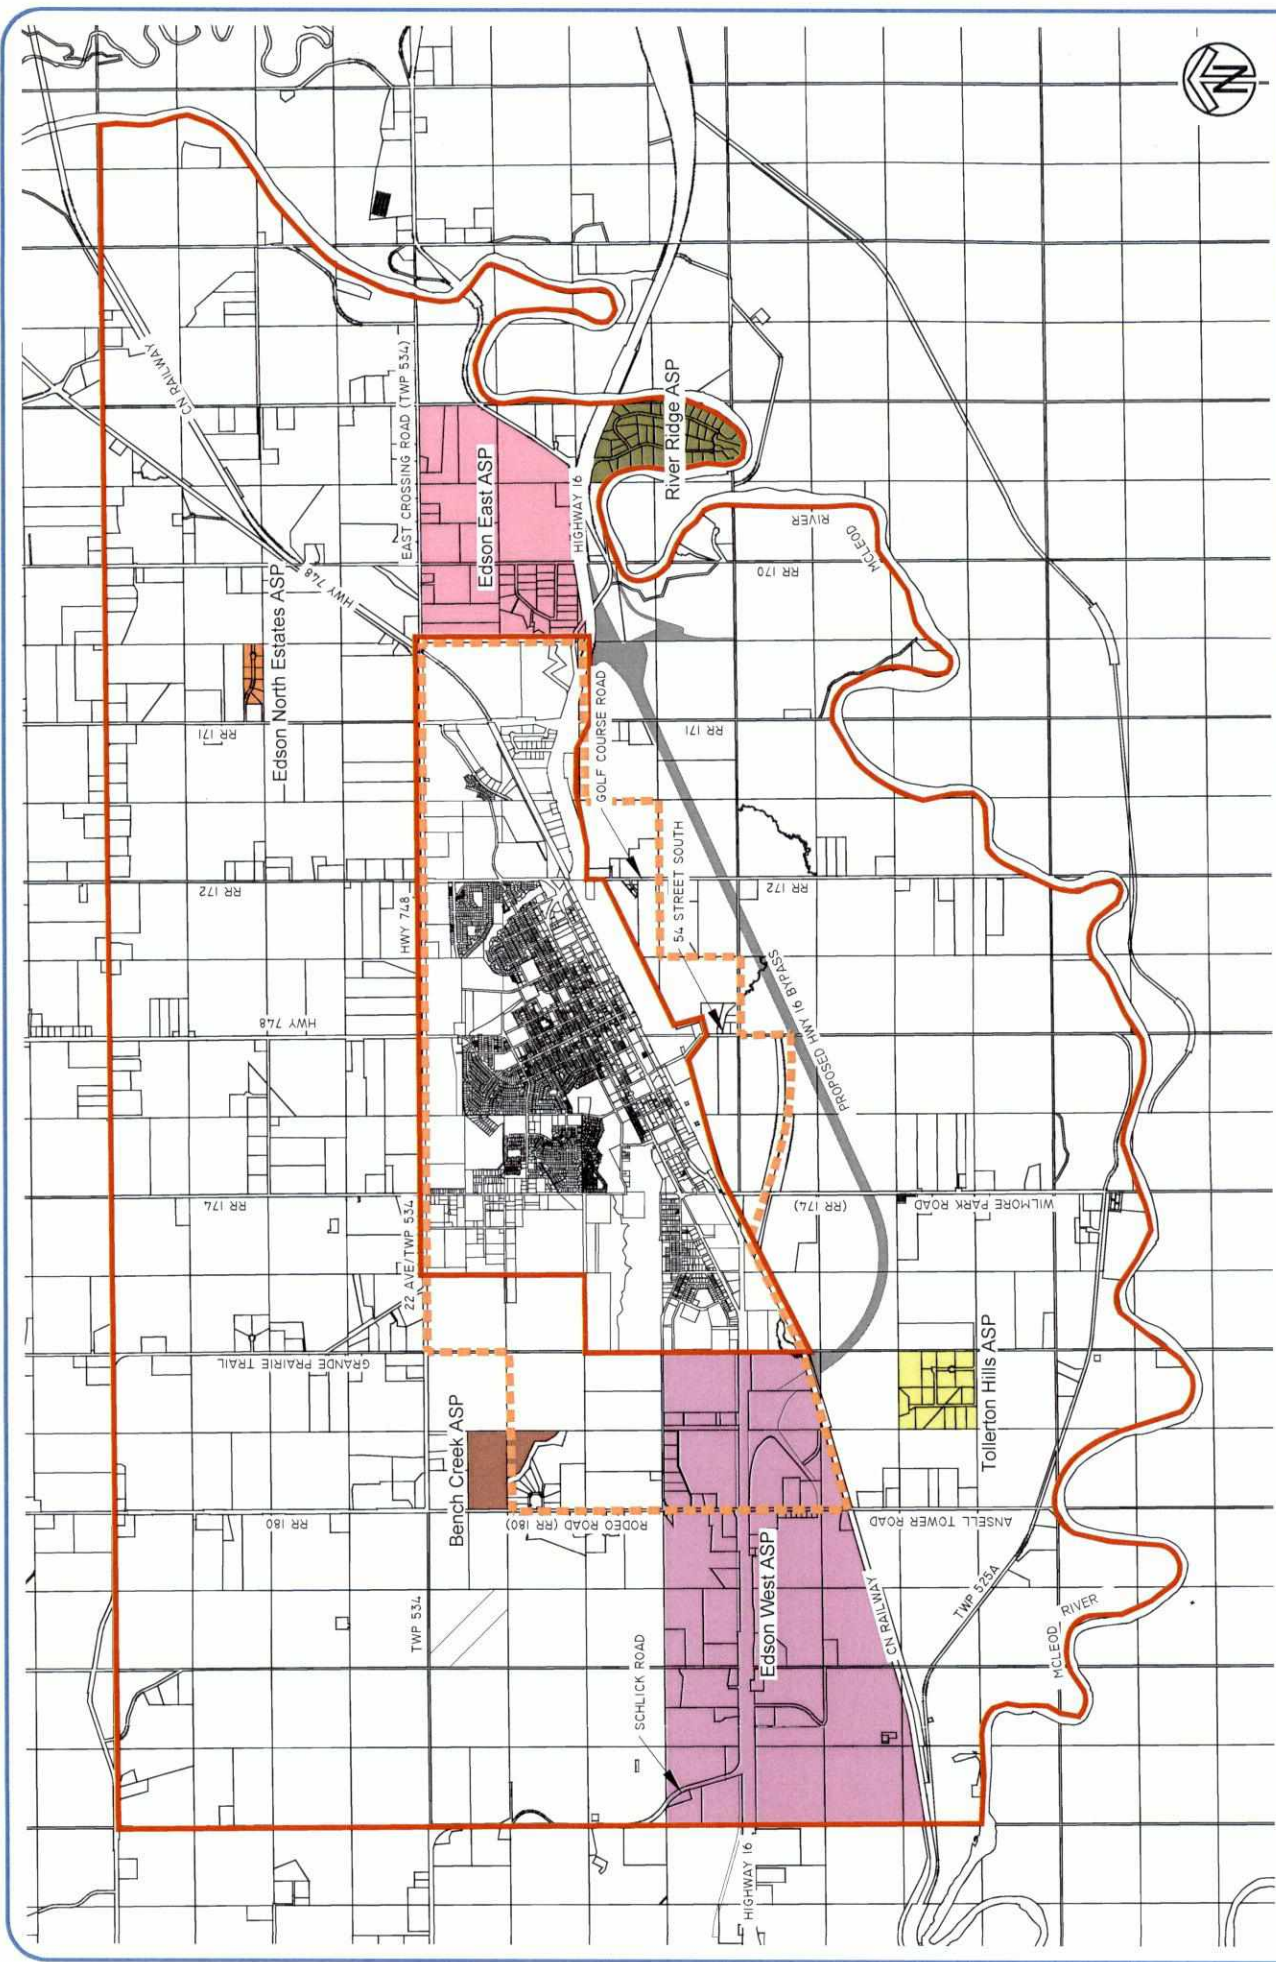 N
CN RAILWAY
EAST CROSSING ROAD (TWP 534)
River Ridge ASP
Edson East ASP
HIGHWAY 16
RIVER
MCLEOD
RR 170
HWY 748
Edson North Estates ASP
RR 171
RR 171
GOLF COURSE ROAD
54 STREET SOUTH
RR 172
RR 172
HWY 748
HWY 748
PROPOSED HWY 16 BYPASS
RR 174
(RR 174)
WILMORE PARK ROAD
22 AVE/TWP 534
GRANDE PRAIRIE TRAIL
Bench Creek ASP
Tollerton Hills ASP
RR 180
RODEO ROAD (RR 180)
ANSELL TOWER ROAD
Edson West ASP
CN RAILWAY
TWP 525A
TWP 534
SCHLICK ROAD
MCLEOD RIVER
HIGHWAY 16